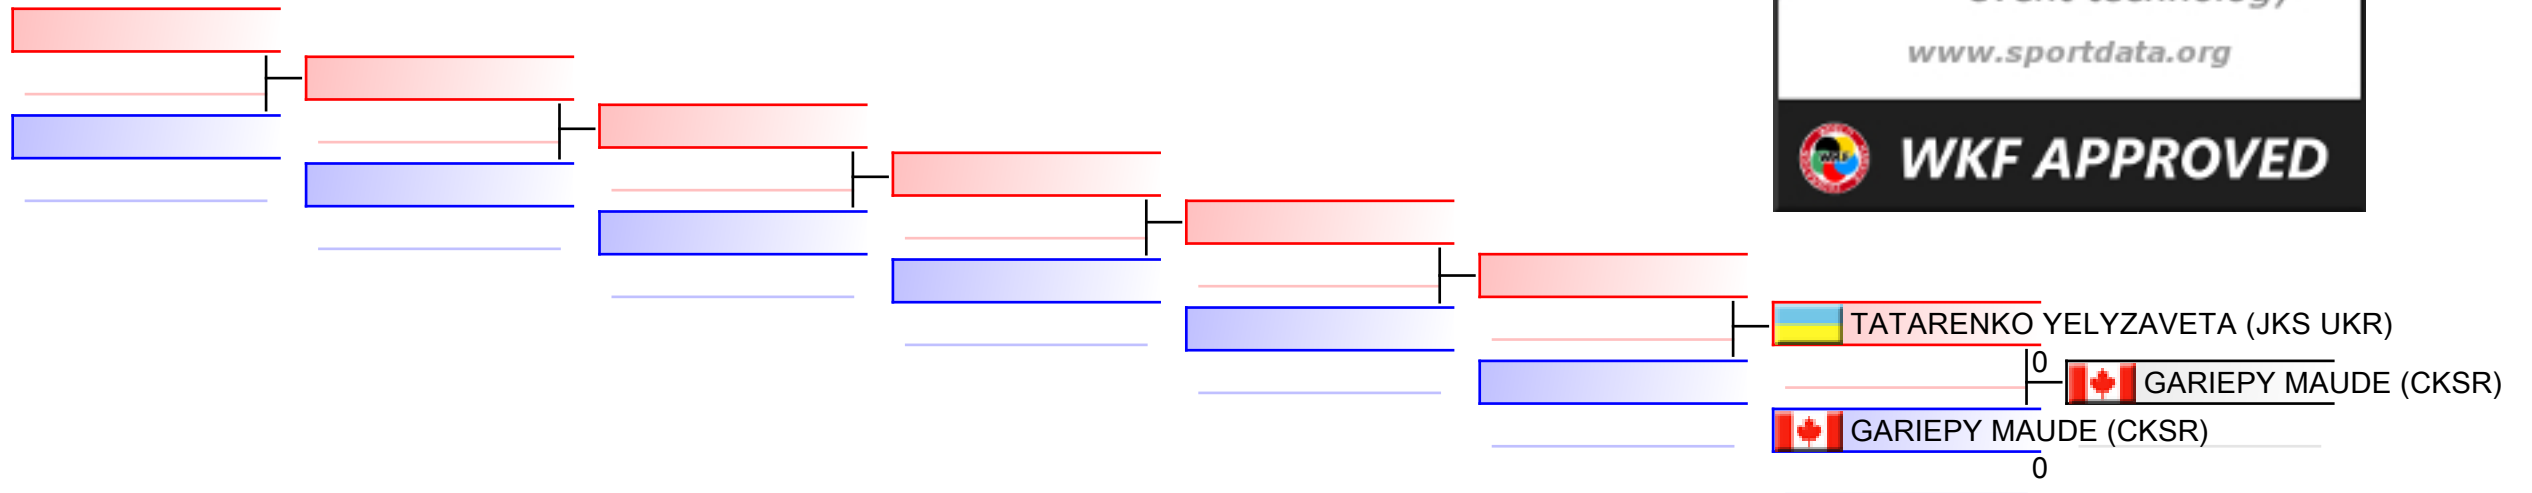 www.sportdata.org
WKF APPROVED
TATARENKO YELYZAVETA (JKS UKR)
0
GARIEPY MAUDE (CKSR)
GARIEPY MAUDE (CKSR)
0